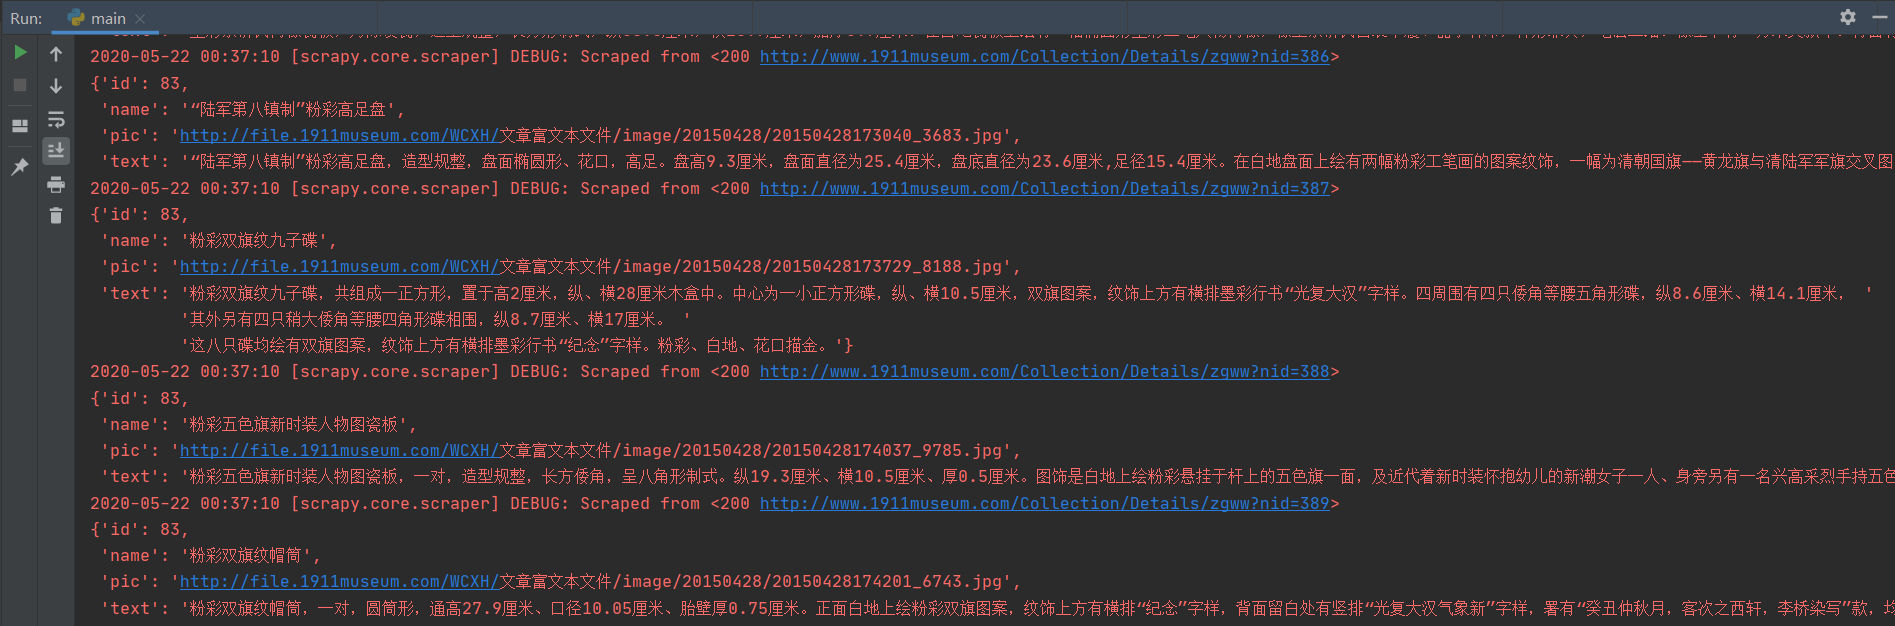 Run: main
2020-05-22 00:37:10 [scrapy.core.scraper] DEBUG: Scraped from <200 http://www.1911museum.com/Collection/Details/zgww?nid=386>
{'id': 83,
'name': '“陆军第八镇制”粉彩高足盘',
'pic': 'http://file.1911museum.com/WCXH/文章富文本文件/image/20150428/20150428173040_3683.jpg',
'text': '“陆军第八镇制”粉彩高足盘，造型规整，盘面椭圆形、花口，高足。盘高9.3厘米，盘面直径为25.4厘米，盘底直径为23.6厘米,足径15.4厘米。在白地盘面上绘有两幅粉彩工笔画的图案纹饰，一幅为清朝国旗——黄龙旗与清陆军军旗交叉图
2020-05-22 00:37:10 [scrapy.core.scraper] DEBUG: Scraped from <200 http://www.1911museum.com/Collection/Details/zgww?nid=387>
{'id': 83,
'name': '粉彩双旗纹九子碟',
'pic': 'http://file.1911museum.com/WCXH/文章富文本文件/image/20150428/20150428173729_8188.jpg',
'text': '粉彩双旗纹九子碟，共组成一正方形，置于高2厘米，纵、横28厘米木盒中。中心为一小正方形碟，纵、横10.5厘米，双旗图案，纹饰上方有横排墨彩行书“光复大汉”字样。四周围有四只倭角等腰五角形碟，纵8.6厘米、横14.1厘米， '
'其外另有四只稍大倭角等腰四角形碟相围，纵8.7厘米、横17厘米。 '
'这八只碟均绘有双旗图案，纹饰上方有横排墨彩行书“纪念”字样。粉彩、白地、花口描金。'}
2020-05-22 00:37:10 [scrapy.core.scraper] DEBUG: Scraped from <200 http://www.1911museum.com/Collection/Details/zgww?nid=388>
{'id': 83,
'name': '粉彩五色旗新时装人物图瓷板',
'pic': 'http://file.1911museum.com/WCXH/文章富文本文件/image/20150428/20150428174037_9785.jpg',
'text': '粉彩五色旗新时装人物图瓷板，一对，造型规整，长方倭角，呈八角形制式。纵19.3厘米、横10.5厘米、厚0.5厘米。图饰是白地上绘粉彩悬挂于杆上的五色旗一面，及近代着新时装怀抱幼儿的新潮女子一人、身旁另有一名兴高采烈手持五色
2020-05-22 00:37:10 [scrapy.core.scraper] DEBUG: Scraped from <200 http://www.1911museum.com/Collection/Details/zgww?nid=389>
{'id': 83,
'name': '粉彩双旗纹帽筒',
'pic': 'http://file.1911museum.com/WCXH/文章富文本文件/image/20150428/20150428174201_6743.jpg',
'text': '粉彩双旗纹帽筒，一对，圆筒形，通高27.9厘米、口径10.05厘米、胎壁厚0.75厘米。正面白地上绘粉彩双旗图案，纹饰上方有横排“纪念”字样，背面留白处有竖排“光复大汉气象新”字样，署有“癸丑仲秋月，客次之西轩，李桥染写”款，